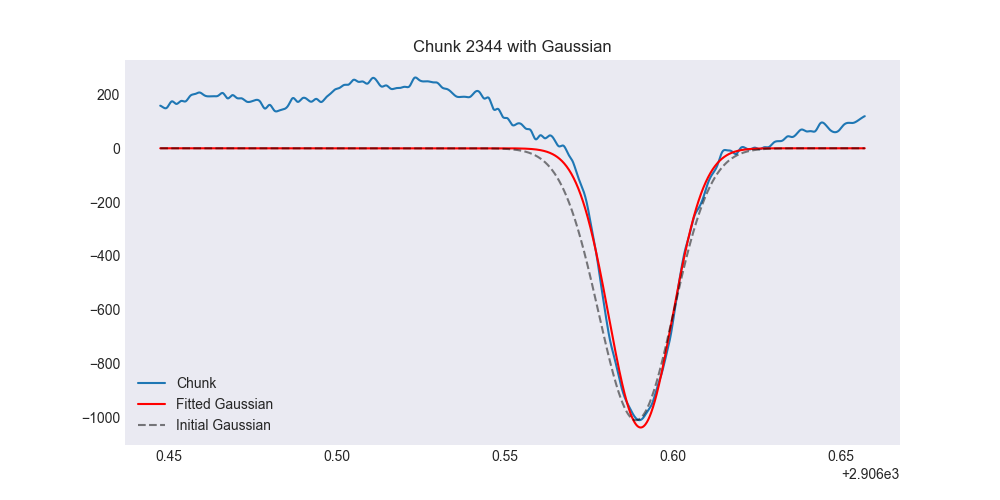 Chunk 2344 with Gaussian
200
0
−200
−400
−600
−800
−1000
Chunk
Fitted Gaussian
Initial Gaussian
0.45 0.50 0.55 0.60 0.65
+2.906e3